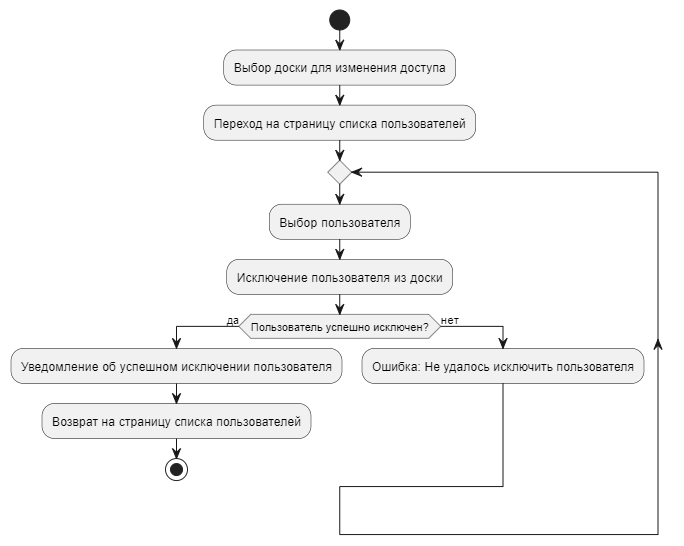 Выбор доски для изменения доступа
Переход на страницу списка пользователей
Выбор пользователя
Исключение пользователя из доски
да
Пользователь успешно исключен?
нет
Уведомление об успешном исключении пользователя
Ошибка: Не удалось исключить пользователя
Возврат на страницу списка пользователей